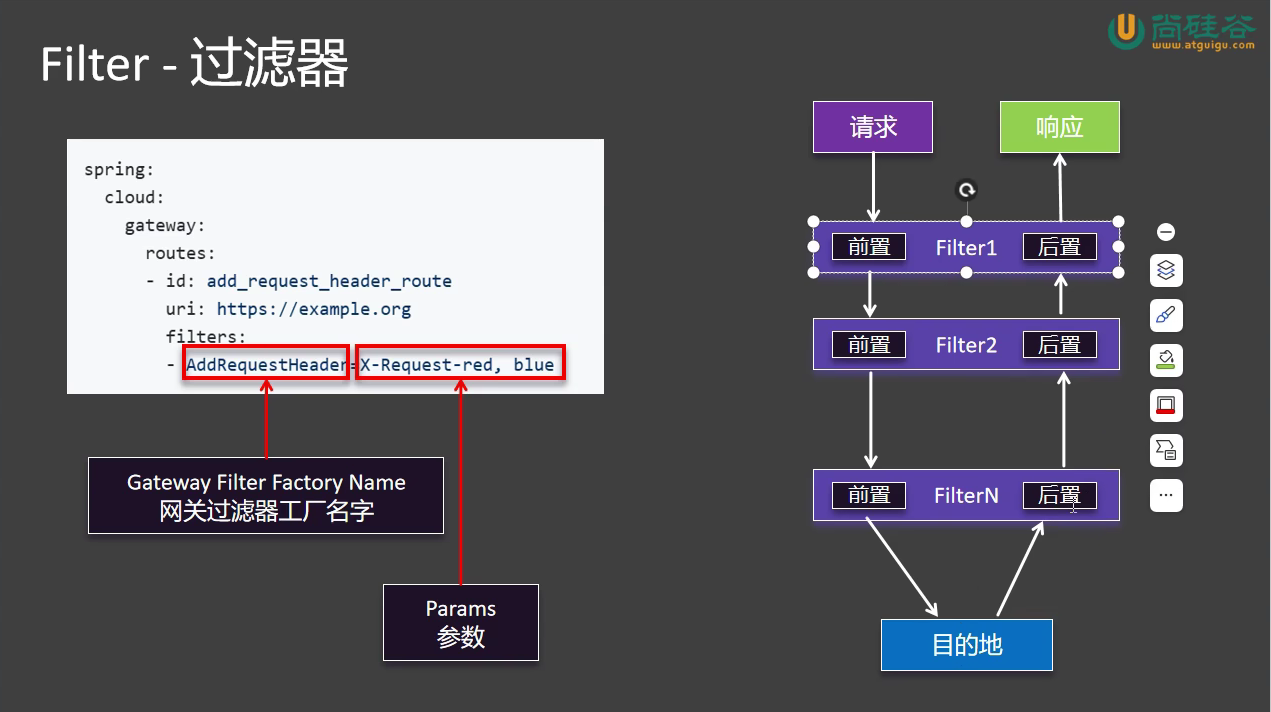 Filter - 过滤器
尚硅谷
www.atguigu.com
spring:
cloud:
gateway:
routes:
- id: add_request_header_route
uri: https://example.org
filters:
- AddRequestHeader=X-Request-red, blue
Gateway Filter Factory Name
网关过滤器工厂名字
Params
参数
请求
响应
前置 Filter1 后置
前置 Filter2 后置
前置 FilterN 后置
目的地